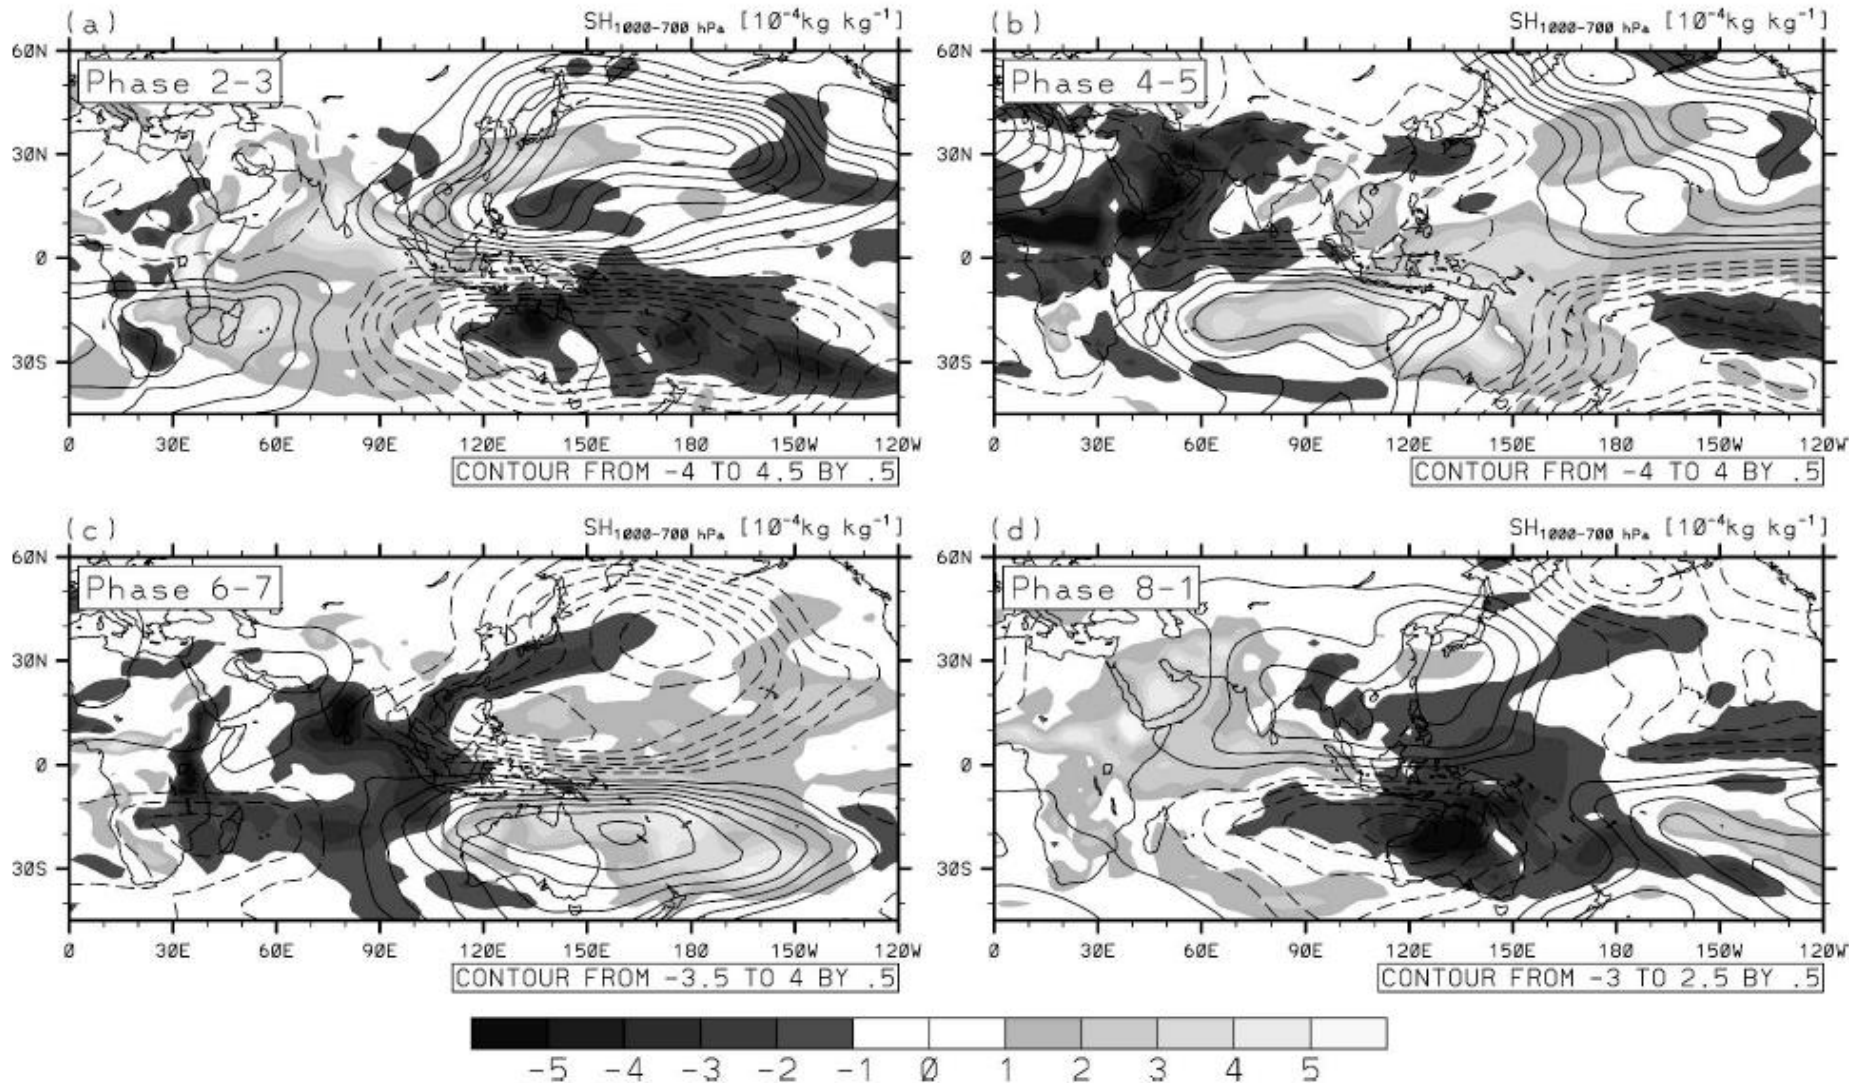 (a) SH1000-700 hPa [10-4kg kg-1]
Phase 2-3
60N
30N
0
30S
0 30E 60E 90E 120E 150E 180 150W 120W
CONTOUR FROM -4 TO 4.5 BY .5
(b) SH1000-700 hPa [10-4kg kg-1]
Phase 4-5
60N
30N
0
30S
0 30E 60E 90E 120E 150E 180 150W 120W
CONTOUR FROM -4 TO 4 BY .5
(c) SH1000-700 hPa [10-4kg kg-1]
Phase 6-7
60N
30N
0
30S
0 30E 60E 90E 120E 150E 180 150W 120W
CONTOUR FROM -3.5 TO 4 BY .5
(d) SH1000-700 hPa [10-4kg kg-1]
Phase 8-1
60N
30N
0
30S
0 30E 60E 90E 120E 150E 180 150W 120W
CONTOUR FROM -3 TO 2.5 BY .5
-5 -4 -3 -2 -1 0 1 2 3 4 5